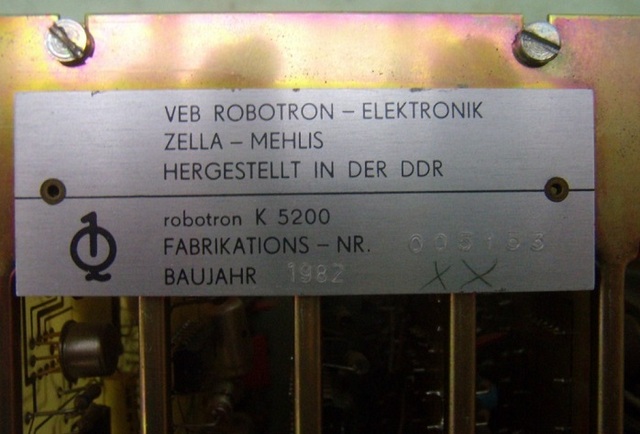 VEB ROBOTRON – ELEKTRONIK
ZELLA – MEHLIS
HERGESTELLT IN DER DDR
robotron K 5200
FABRIKATIONS – NR.
BAUJAHR 1982